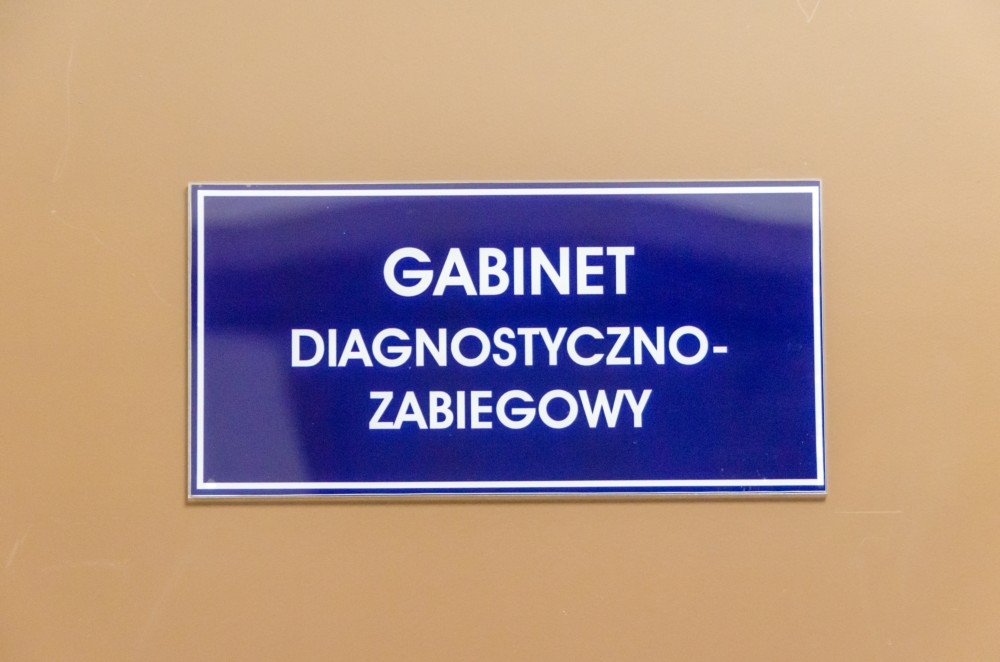 GABINET
DIAGNOSTYCZNO-
ZABIEGOWY